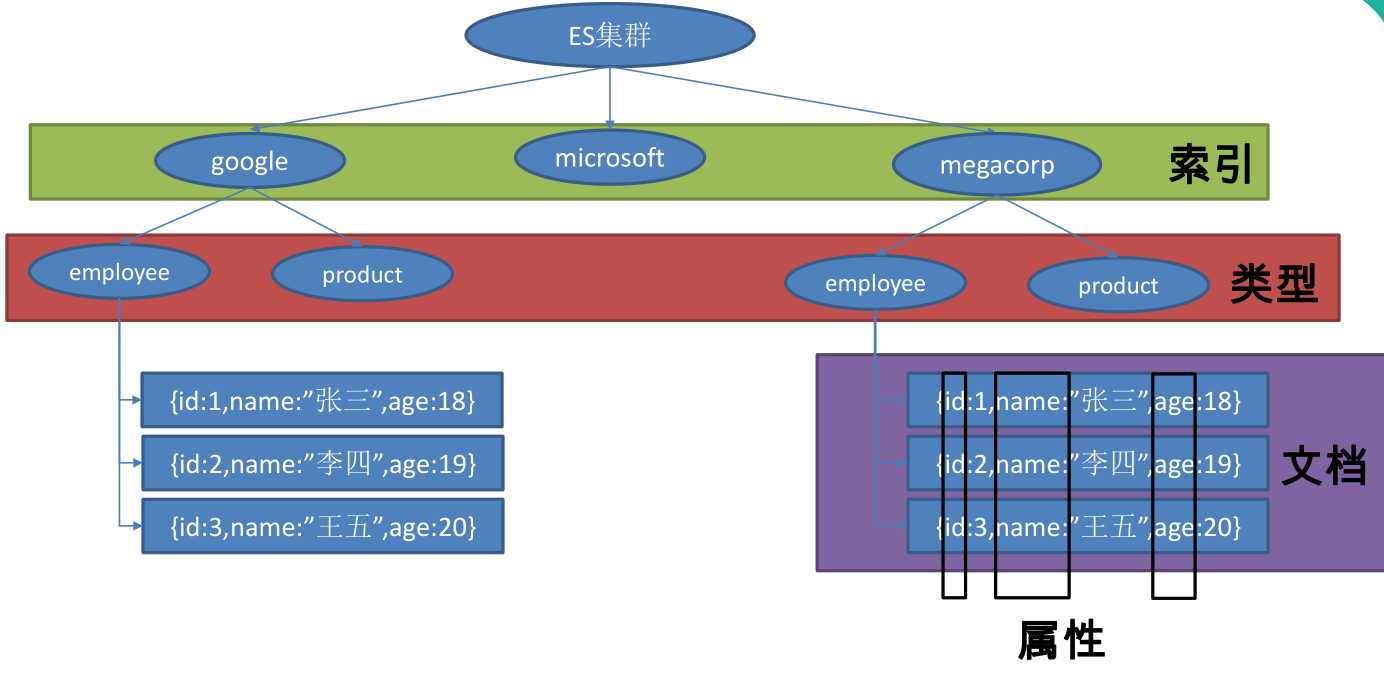 ES集群
google
microsoft
megacorp
索引
employee
product
employee
product
类型
{id:1,name:”张三”,age:18}
{id:2,name:”李四”,age:19}
{id:3,name:”王五”,age:20}
{id:1,name:”张三”,age:18}
{id:2,name:”李四”,age:19}
{id:3,name:”王五”,age:20}
文档
属性